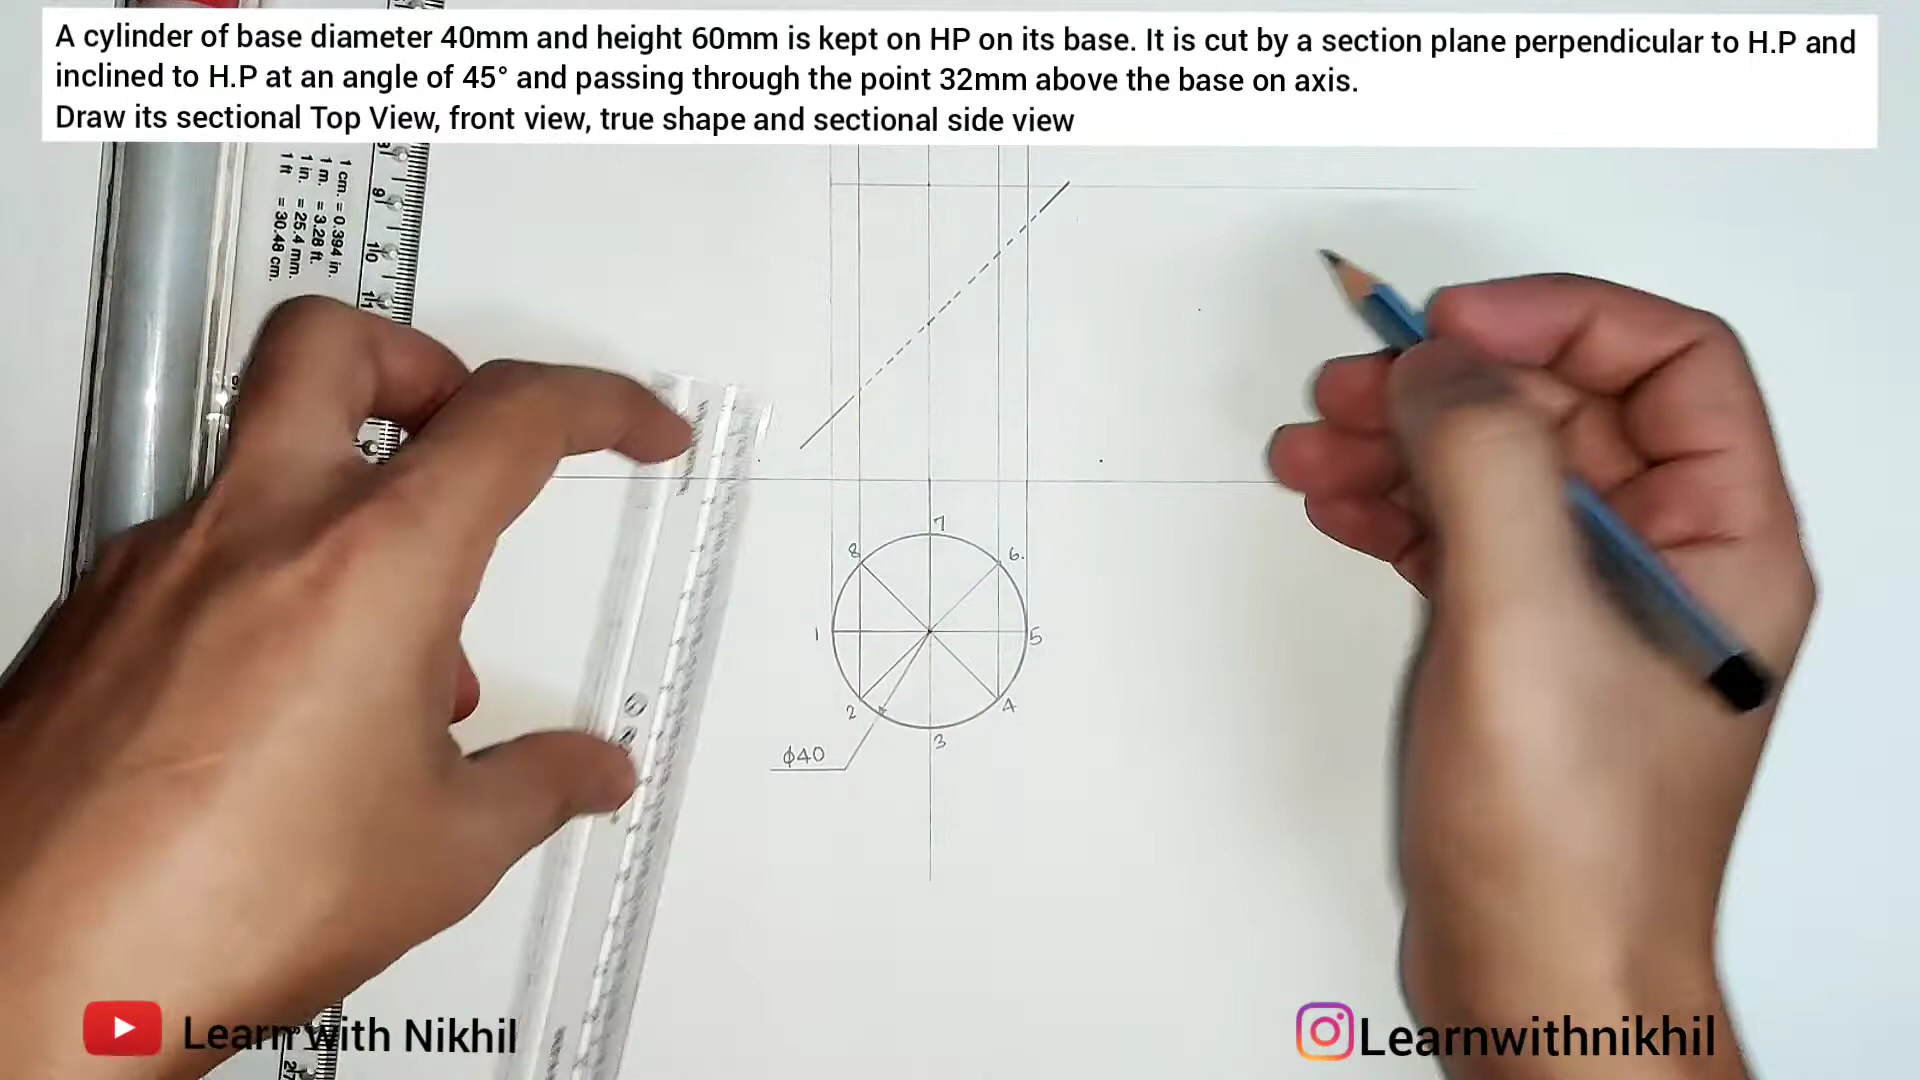 A cylinder of base diameter 40mm and height 60mm is kept on HP on its base. It is cut by a section plane perpendicular to H.P and
inclined to H.P at an angle of 45° and passing through the point 32mm above the base on axis.
Draw its sectional Top View, front view, true shape and sectional side view
1 cm. = 0.394 in.
1 m. = 3.28 ft.
1 in. = 25.4 mm.
1 ft = 30.48 cm.
9
10
11
7
8
6.
1
5
2
4
3
ϕ40
Learn with Nikhil
Learnwithnikhil